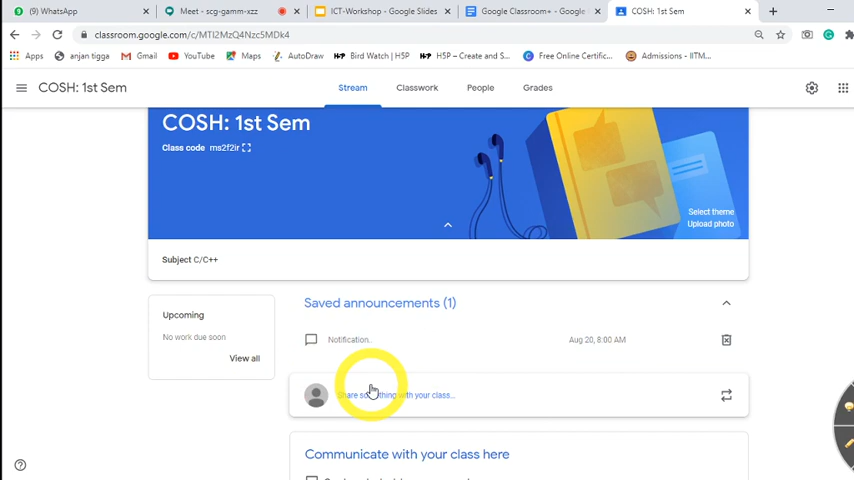 (9) WhatsApp
Meet - scg-gamm-xzz
ICT-Workshop - Google Slides
Google Classroom+ - Google
COSH: 1st Sem
classroom.google.com/c/MTI2MzQ4Nzc5MDk4
Apps
anjan tigga
Gmail
YouTube
Maps
AutoDraw
H-P Bird Watch | H5P
H-P H5P – Create and S...
Free Online Certific...
Admissions - IITM...
COSH: 1st Sem
Stream
Classwork
People
Grades
COSH: 1st Sem
Class code ms2f2ir
Select theme
Upload photo
Subject C/C++
Upcoming
No work due soon
View all
Saved announcements (1)
Notification.
Aug 20, 8:00 AM
Share something with your class...
Communicate with your class here